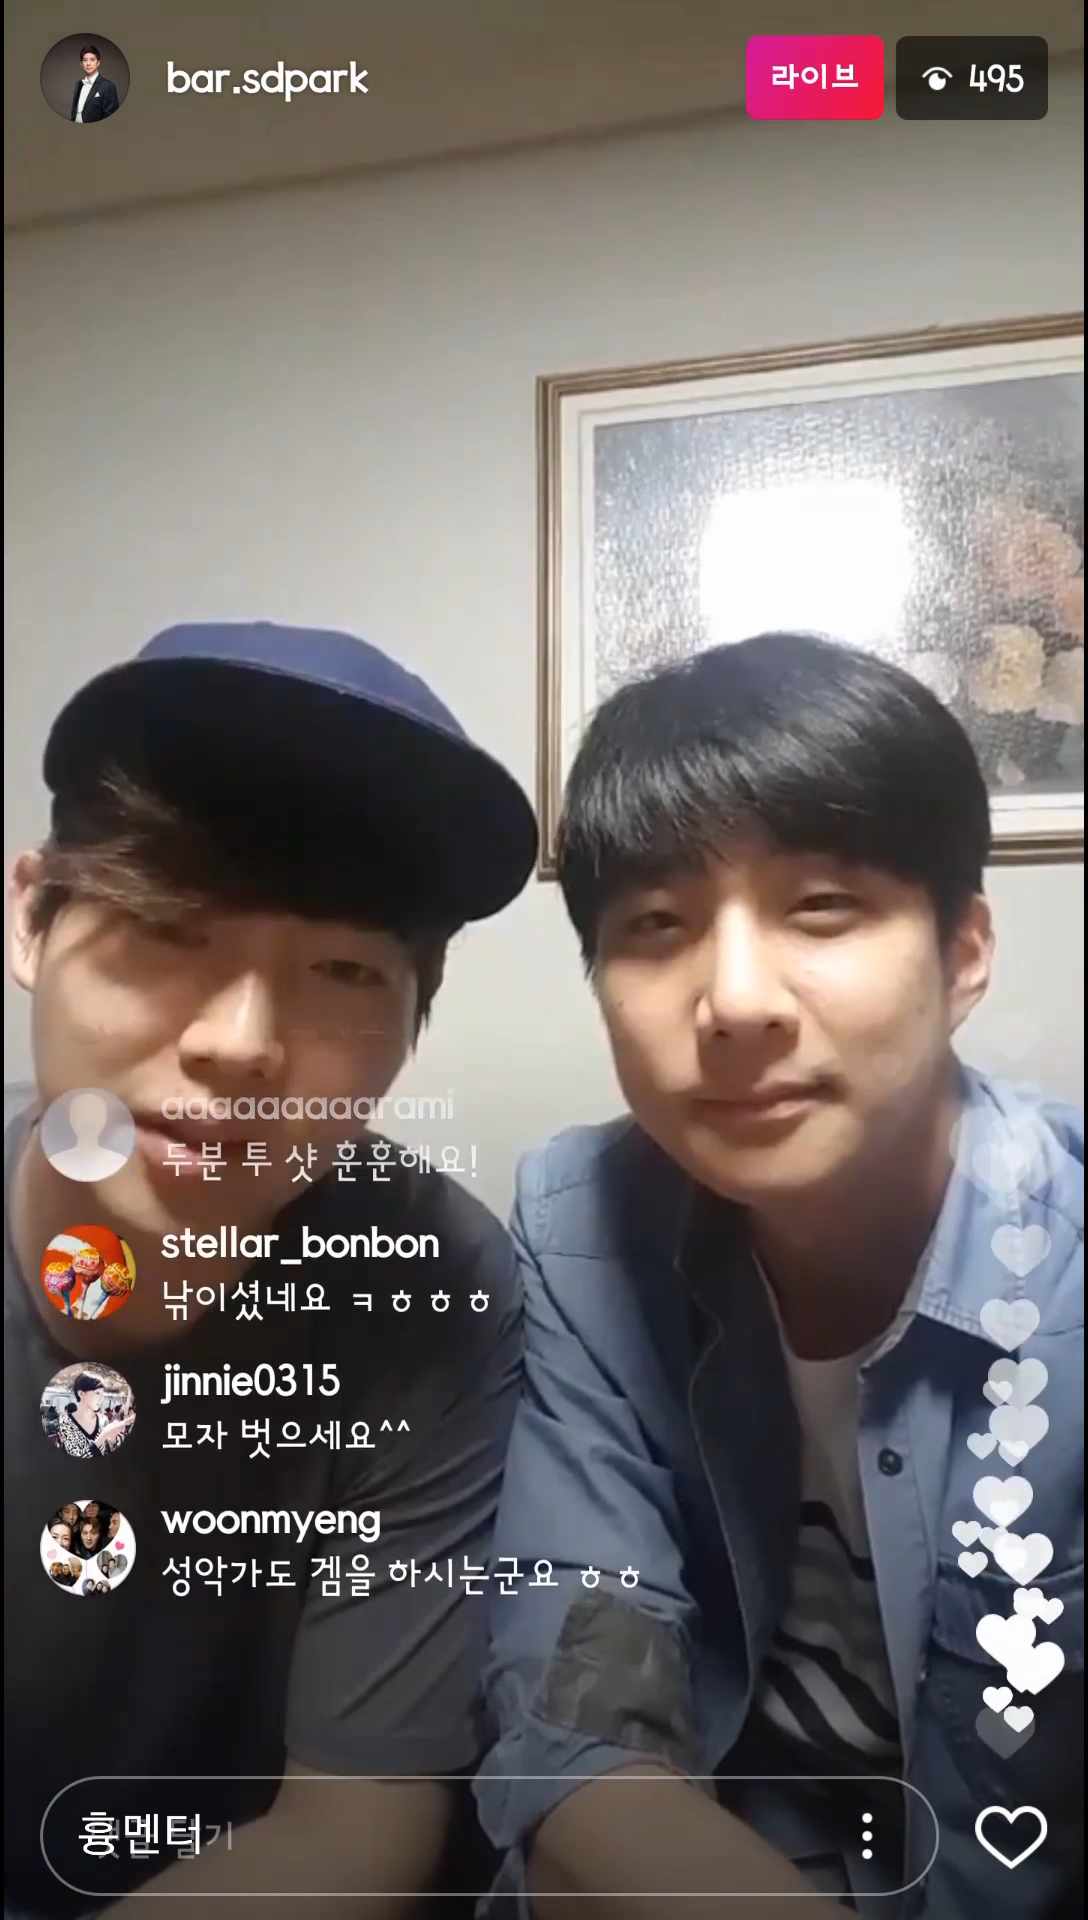 bar.sdpark
라이브
495
aaaaaaaaarami
두분 투 샷 훈훈해요!
stellar_bonbon
낚이셨네요 ㅋㅎㅎㅎ
jinnie0315
모자 벗으세요^^
woonmyeng
성악가도 겜을 하시는군요 ㅎㅎ
흉멘터